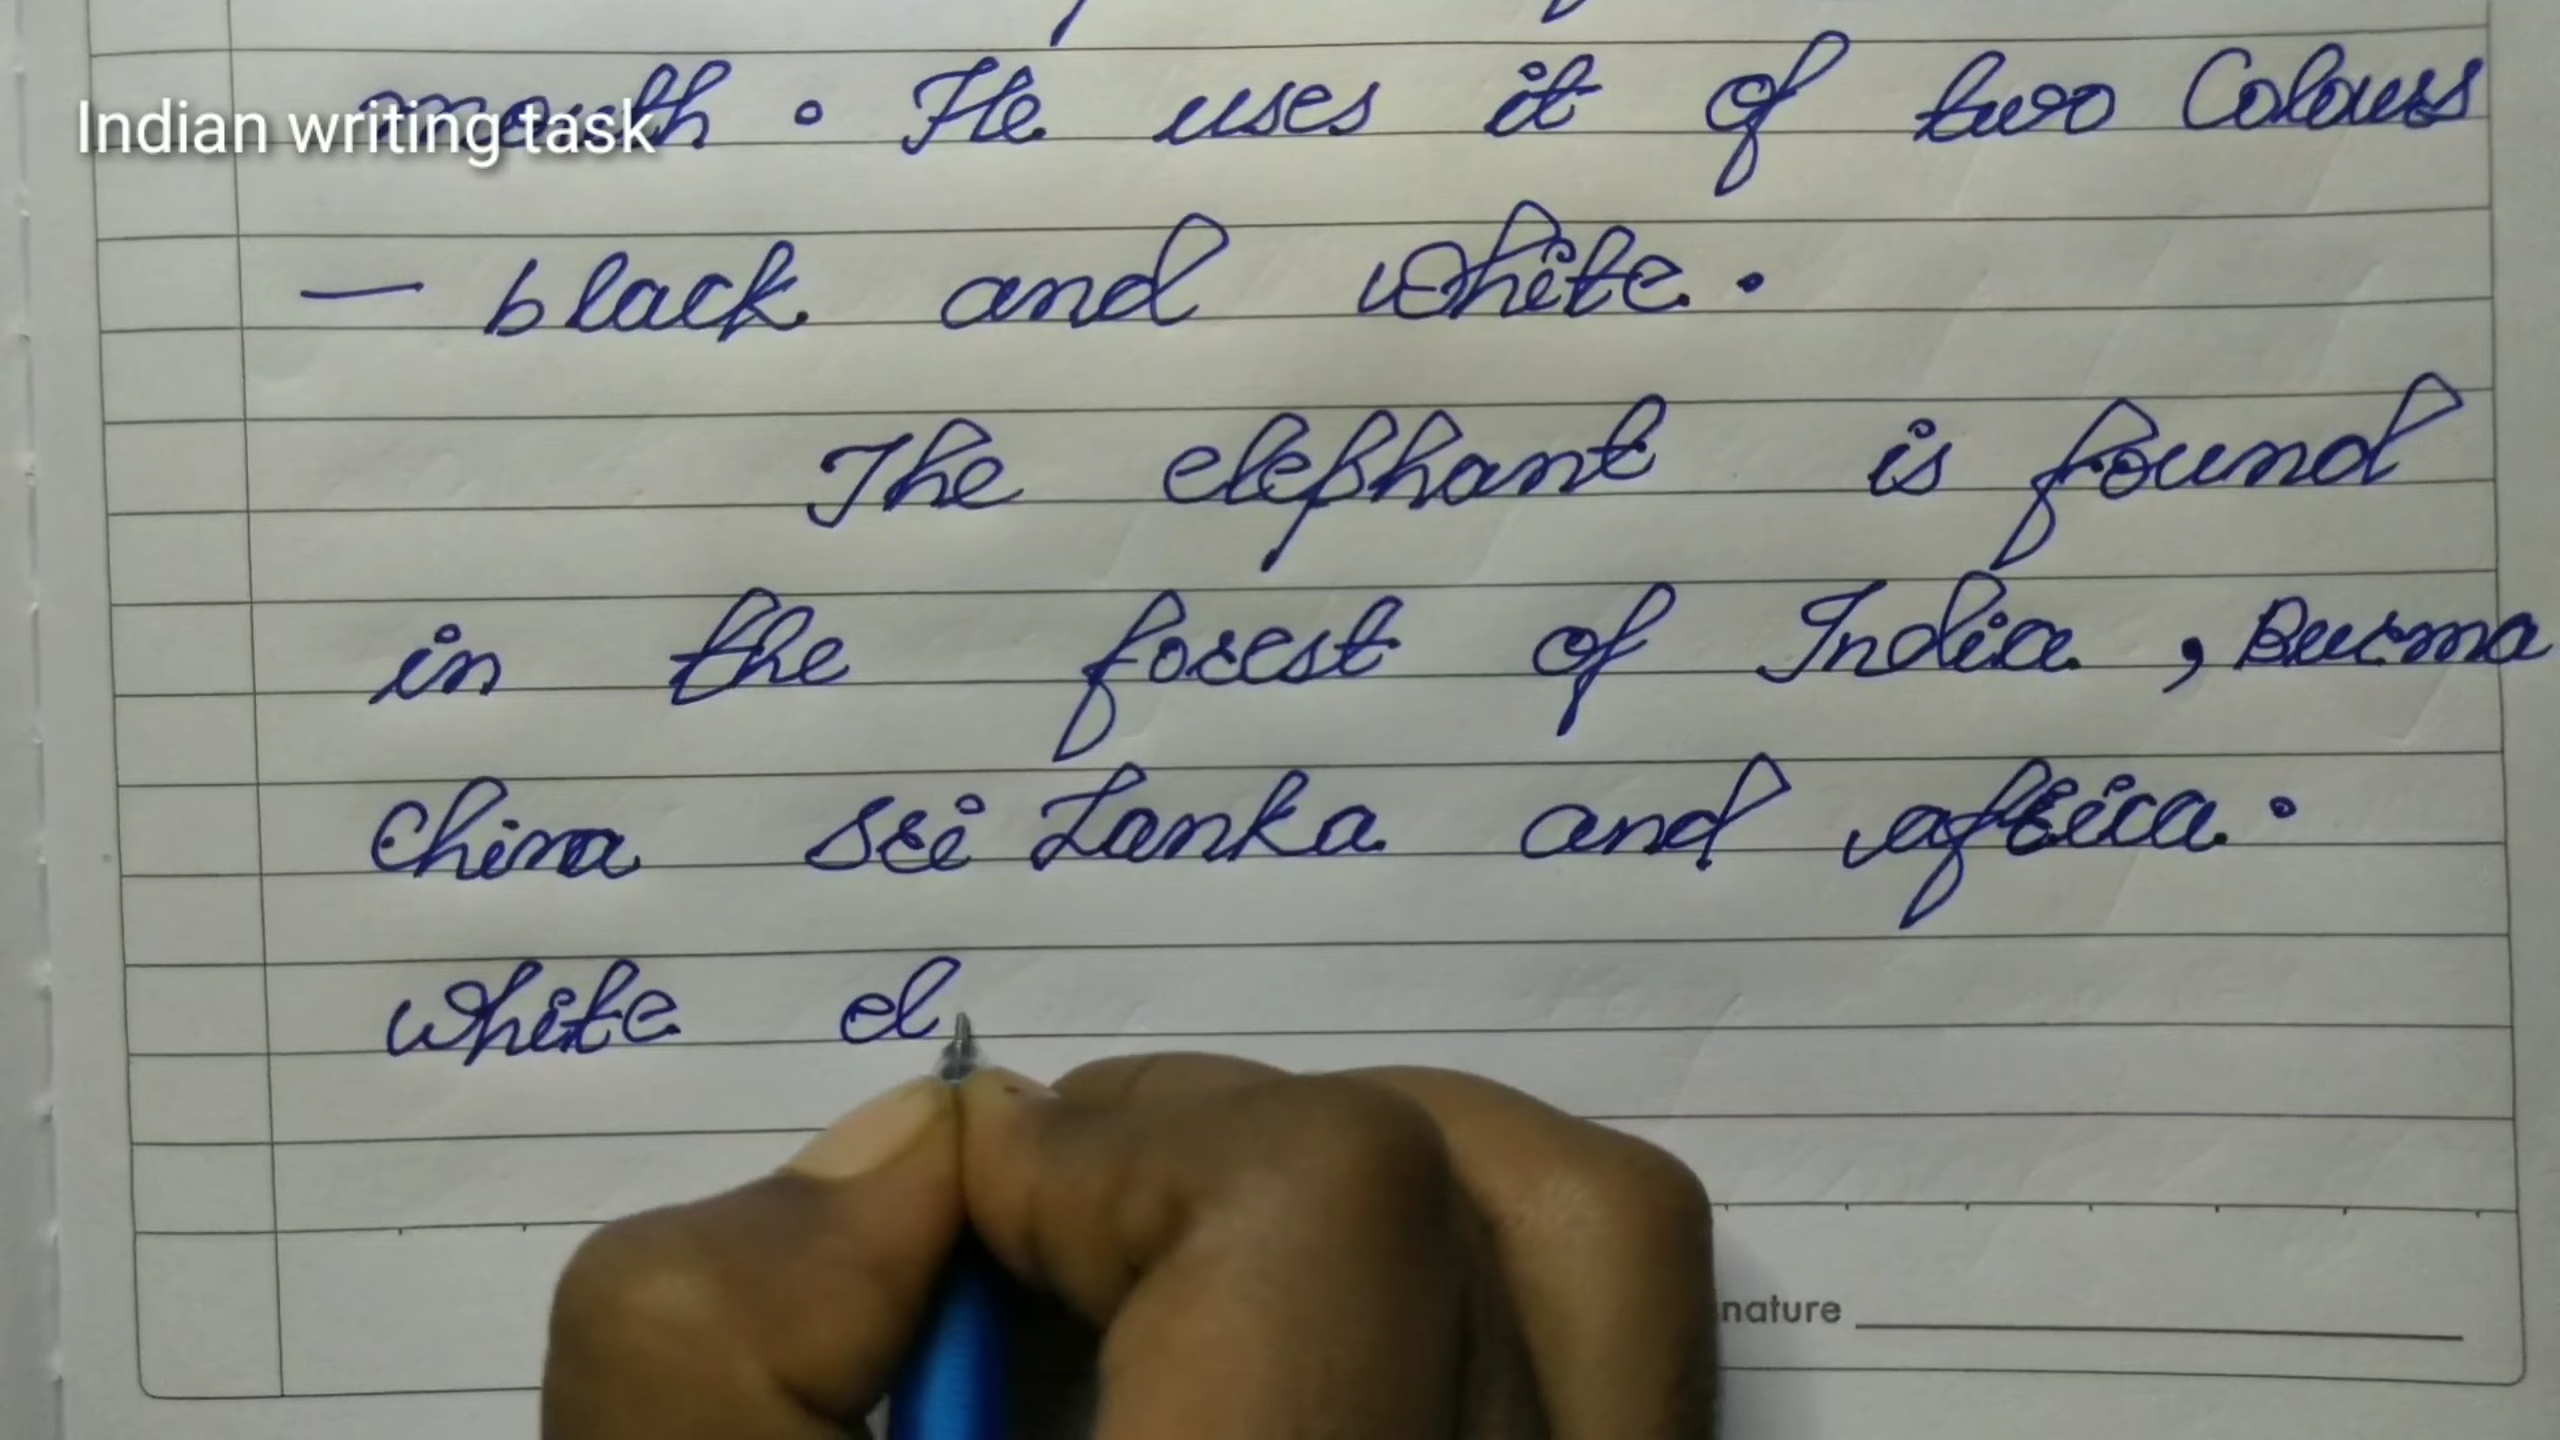 mouth. He uses it of two Colours
Indian writing task
— black and white.
The elephant is found
in the forest of India, Burma
China Sri Lanka and africa.
white el
nature